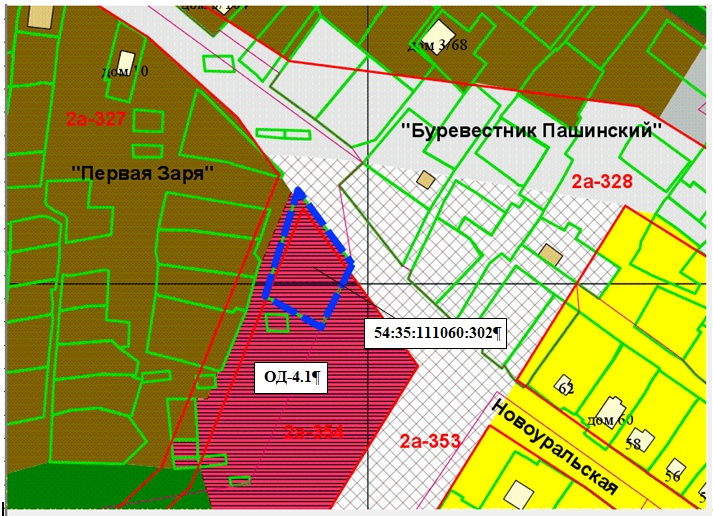 дом 3/68
дом 10
2а-327
"Буревестник Пашинский"
"Первая Заря"
2а-328
54:35:111060:302¶
ОД-4.1¶
62
дом 60
2а-354
2а-353
Новоуральская
58
56